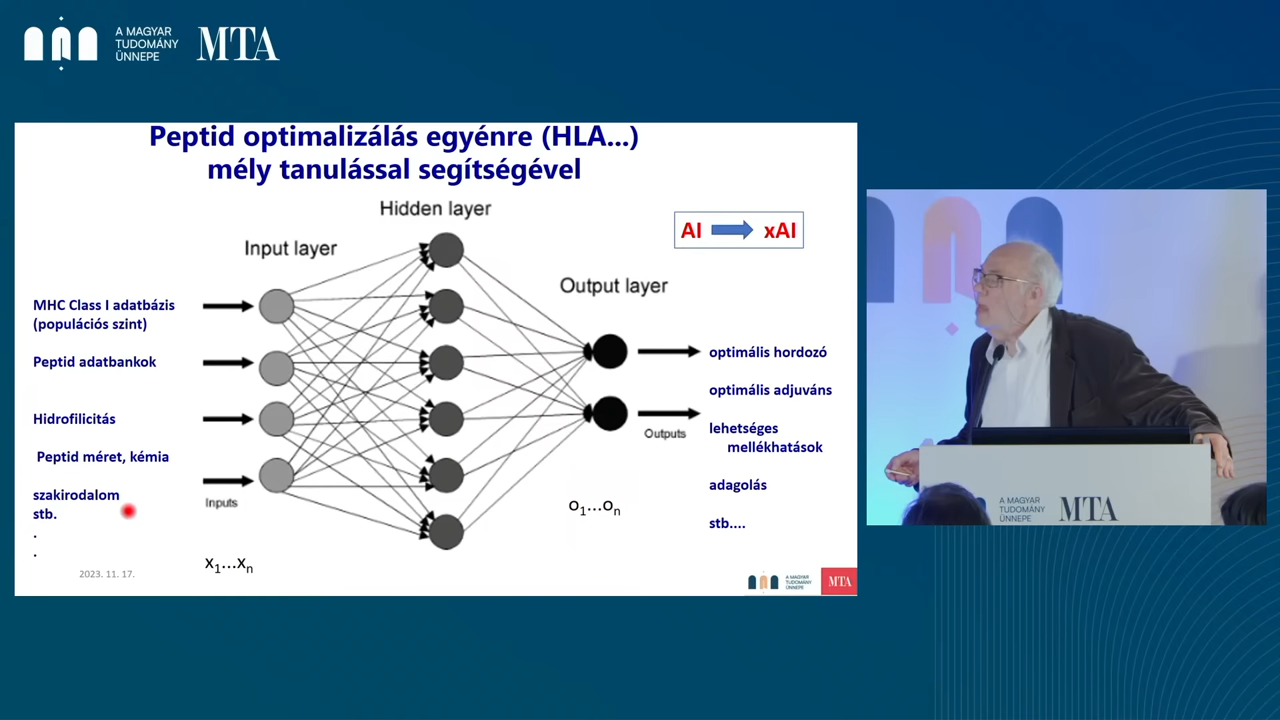 A MAGYAR
TUDOMÁNY
ÜNNEPE
MTA
Peptid optimalizálás egyénre (HLA...)
mély tanulással segítségével
Hidden layer
Input layer
AI
xAI
Output layer
MHC Class I adatbázis
(populációs szint)
Peptid adatbankok
Hidrofilicitás
Peptid méret, kémia
szakirodalom
stb.
.
.
Inputs
x1...xn
o1...on
Outputs
optimális hordozó
optimális adjuváns
lehetséges
mellékhatások
adagolás
stb....
2023. 11. 17.
A MAGYAR
TUDOMÁNY
ÜNNEPE
MTA
A MAGYAR
TUDOMÁNY
ÜNNEPE
MTA